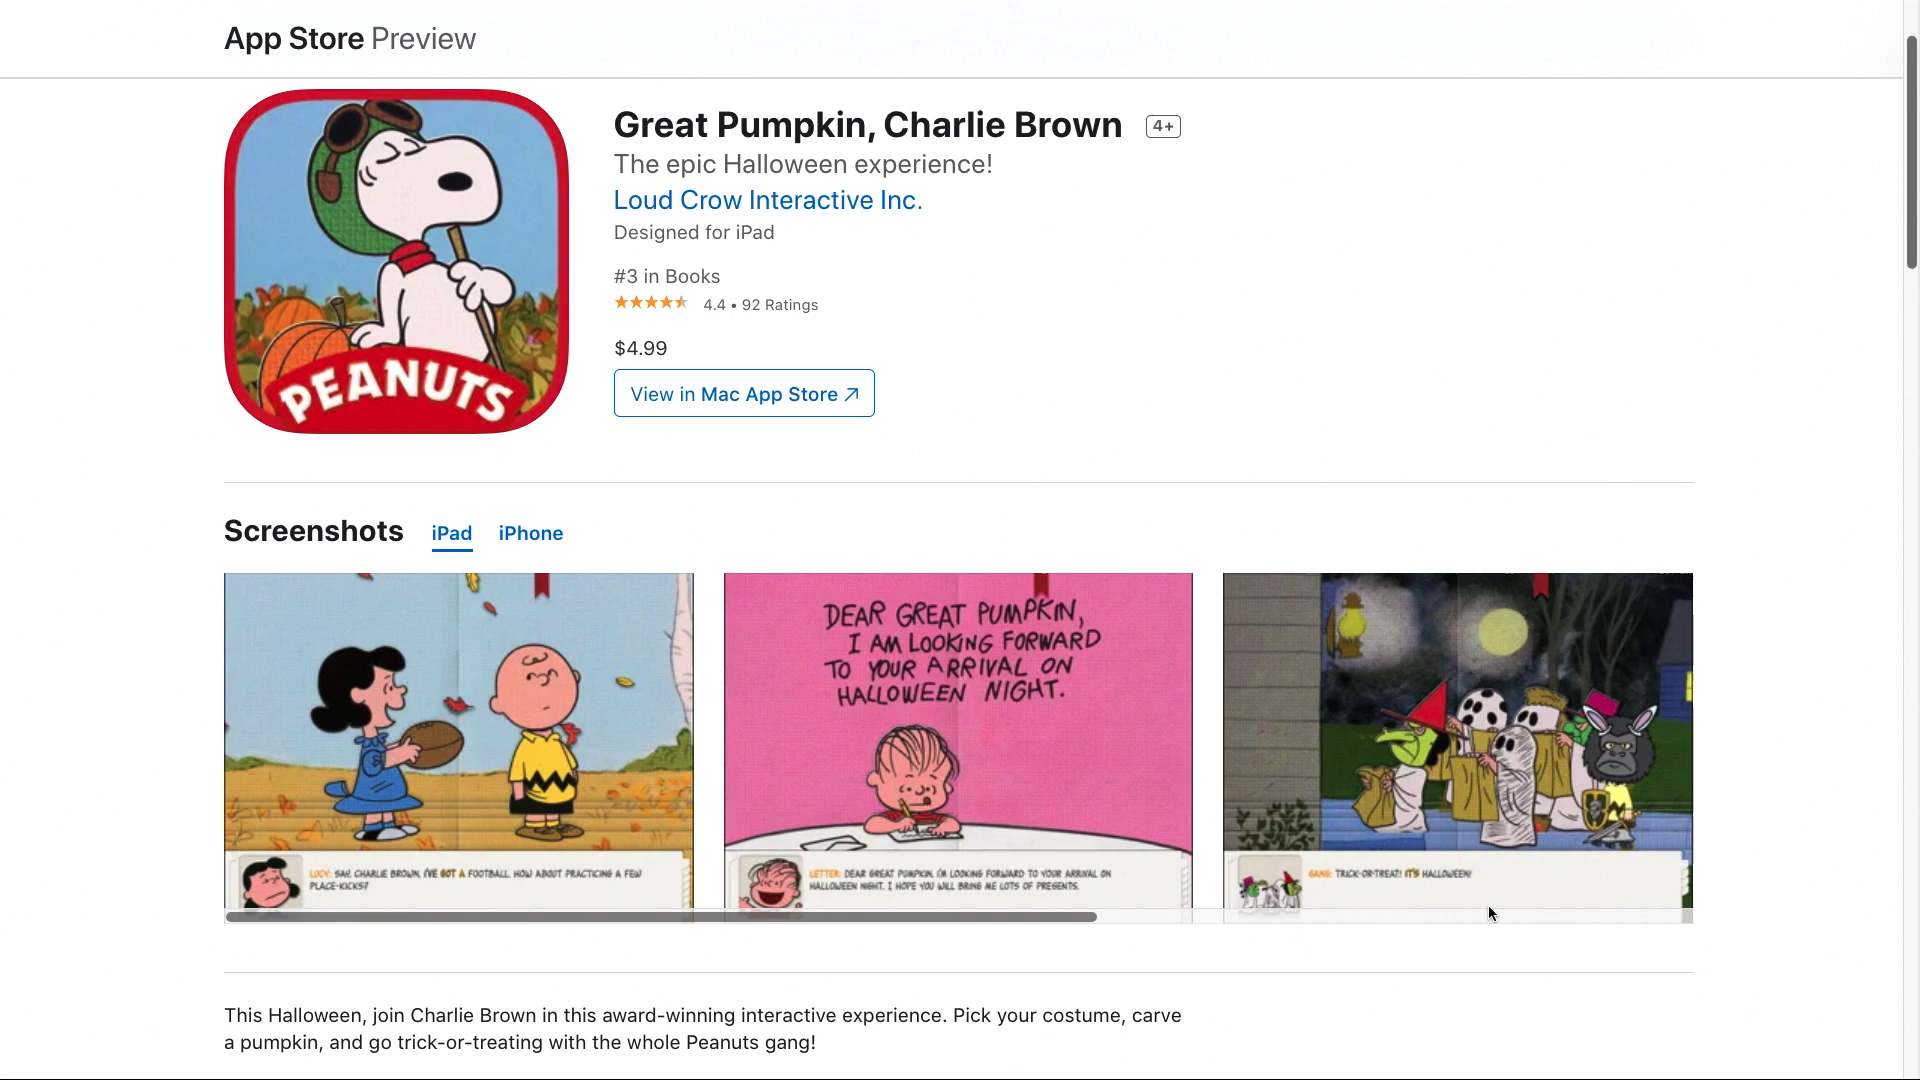 App Store Preview
Great Pumpkin, Charlie Brown 4+
The epic Halloween experience!
Loud Crow Interactive Inc.
Designed for iPad
#3 in Books
4.4 • 92 Ratings
$4.99
View in Mac App Store
PEANUTS
Screenshots iPad iPhone
DEAR GREAT PUMPKIN,
I AM LOOKING FORWARD
TO YOUR ARRIVAL ON
HALLOWEEN NIGHT.
LUCY: SAY, CHARLIE BROWN, I'VE GOT A FOOTBALL. HOW ABOUT PRACTICING A FEW
PLACE-KICKS?
LETTER: DEAR GREAT PUMPKIN, I'M LOOKING FORWARD TO YOUR ARRIVAL ON
HALLOWEEN NIGHT. I HOPE YOU WILL BRING ME LOTS OF PRESENTS.
GANG: TRICK-OR-TREAT! IT'S HALLOWEEN!
This Halloween, join Charlie Brown in this award-winning interactive experience. Pick your costume, carve
a pumpkin, and go trick-or-treating with the whole Peanuts gang!